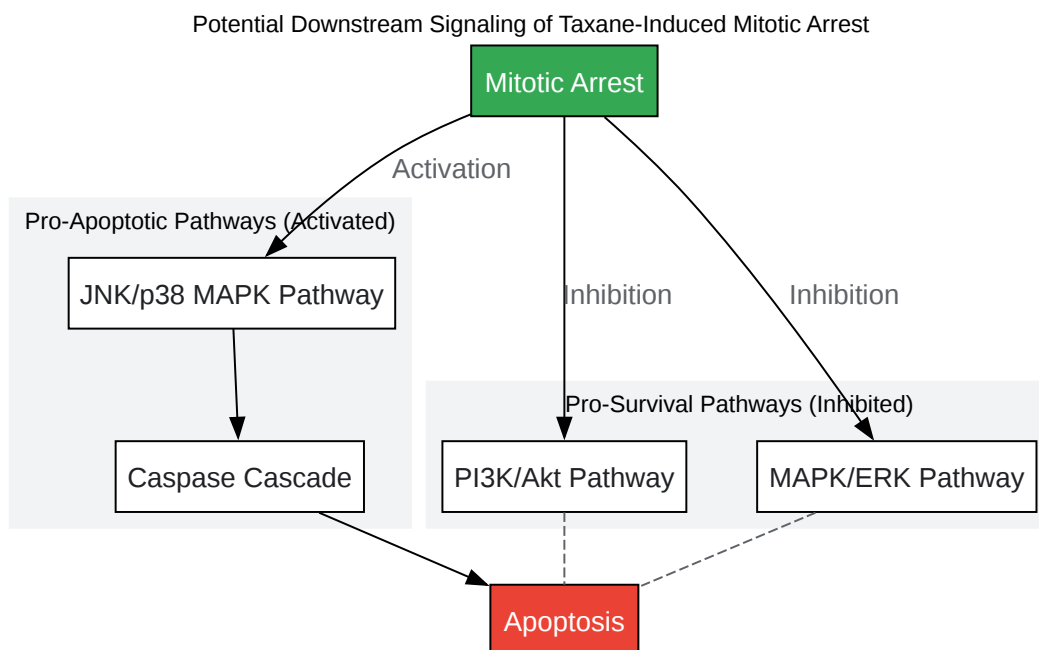 Potential Downstream Signaling of Taxane-Induced Mitotic Arrest
Mitotic Arrest
Activation
Pro-Apoptotic Pathways (Activated)
JNK/p38 MAPK Pathway
Inhibition
Inhibition
Pro-Survival Pathways (Inhibited)
Caspase Cascade
PI3K/Akt Pathway
MAPK/ERK Pathway
Apoptosis